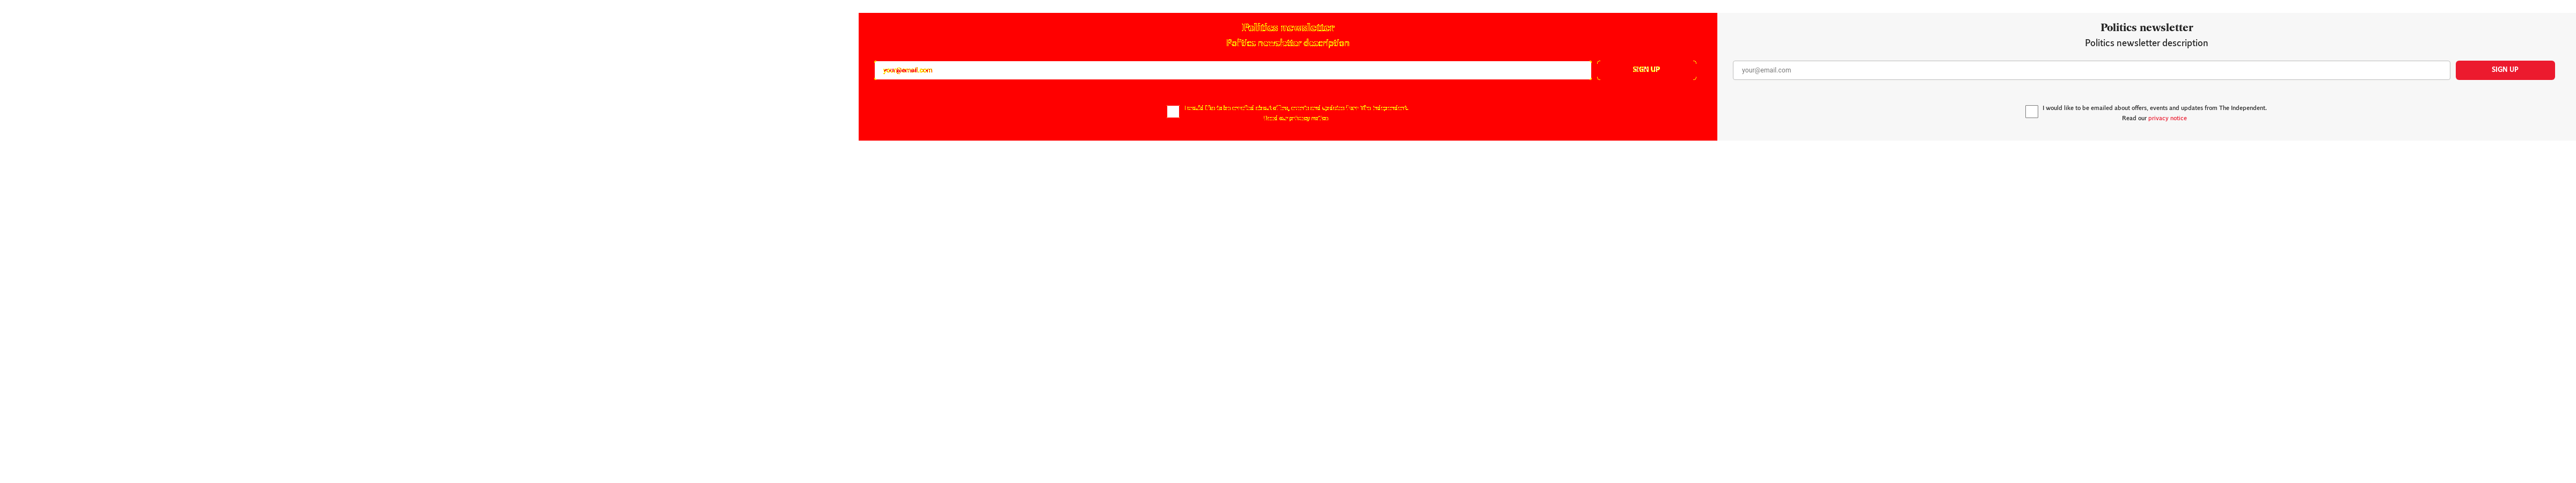 Politics newsletter
Politics newsletter description
your@email.com
SIGN UP
I would like to be emailed about offers, events and updates from The Independent.
Read our privacy notice
Politics newsletter
Politics newsletter description
your@email.com
SIGN UP
I would like to be emailed about offers, events and updates from The Independent.
Read our privacy notice